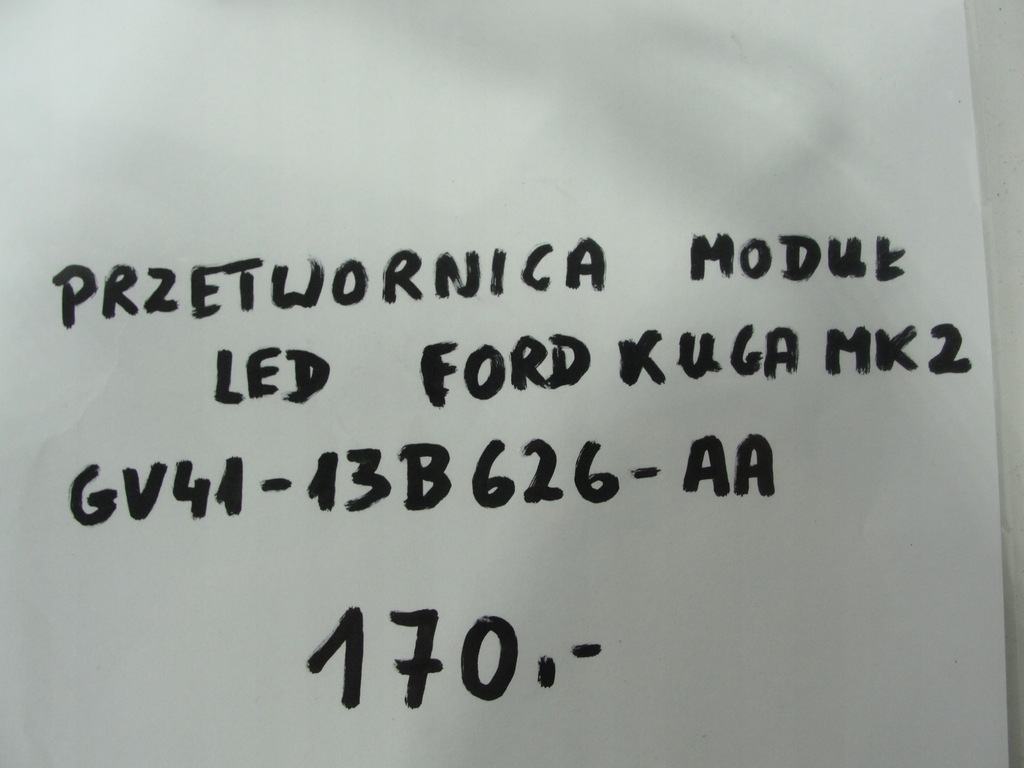 PRZETWORNICA MODUŁ
LED FORD KUGA MK2
GV41-13B626-AA
170.-